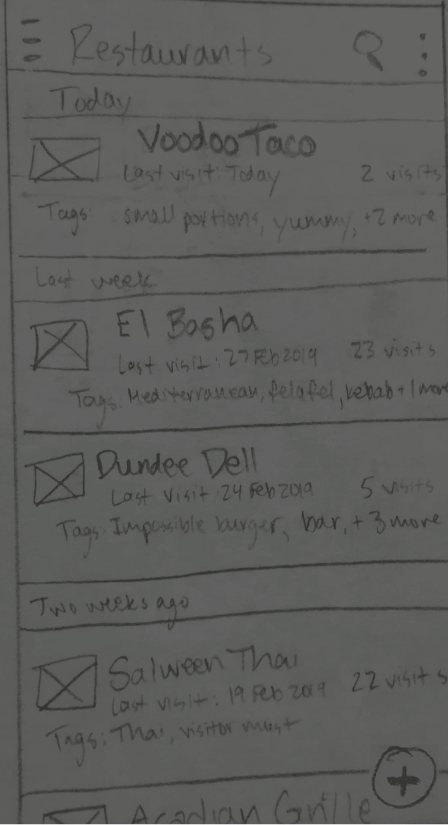 Restaurants
Today
Voodoo Taco
Last visit: Today 2 visits
Tags: small portions, yummy, +2 more
Last week
El Basha
Last visit: 27 Feb 2019 23 visits
Tags: Mediterranean, felafel, kebab +1 more
Dundee Dell
Last visit: 24 Feb 2019 5 visits
Tags: Impossible burger, bar, +3 more
Two weeks ago
Salween Thai
Last visit: 19 Feb 2019 22 visits
Tags: Thai, visitor must
+
Acadian Grille